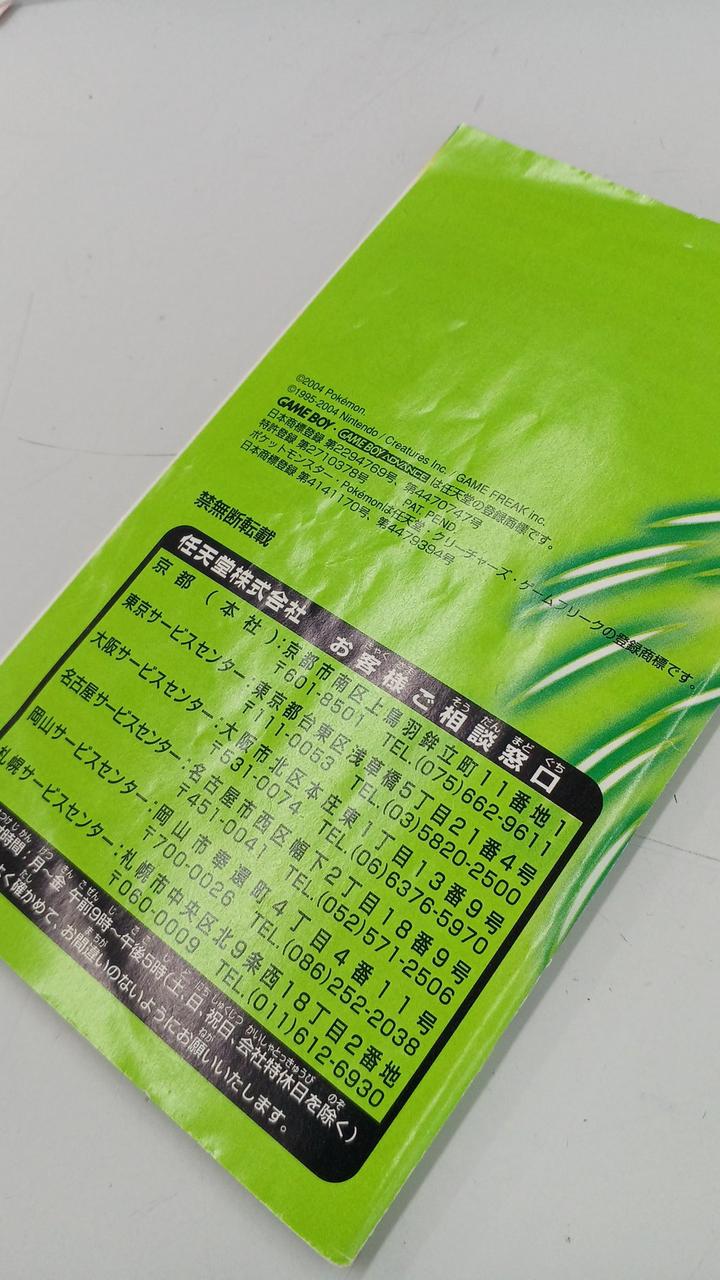 ©2004 Pokémon.
©1995-2004 Nintendo / Creatures inc. / GAME FREAK inc.
GAME BOY・GAME BOY ADVANCE は任天堂の登録商標です。
日本商標登録 第2294769号、第4470747号
特許登録 第2710378号 PAT. PEND.
ポケットモンスター・Pokémonは任天堂・クリーチャーズ・ゲームフリークの登録商標です。
日本商標登録 第4141170号、第4479394号
禁無断転載
任天堂株式会社 お客様ご相談窓口
京都（本社）：京都市南区上鳥羽鉾立町11番地1
〒601-8501 TEL.(075)662-9611
東京サービスセンター：東京都台東区浅草橋5丁目21番4号
〒111-0053 TEL.(03)5820-2500
大阪サービスセンター：大阪市北区本庄東1丁目13番9号
〒531-0074 TEL.(06)6376-5970
名古屋サービスセンター：名古屋市西区幅下2丁目18番9号
〒451-0041 TEL.(052)571-2506
岡山サービスセンター：岡山市奉還町4丁目4番11号
〒700-0026 TEL.(086)252-2038
札幌サービスセンター：札幌市中央区北9条西18丁目2番地
〒060-0009 TEL.(011)612-6930
時間：月～金 午前9時～午後5時(土、日、祝日、会社特休日を除く)
く確かめて、お間違いのないようにお願いいたします。